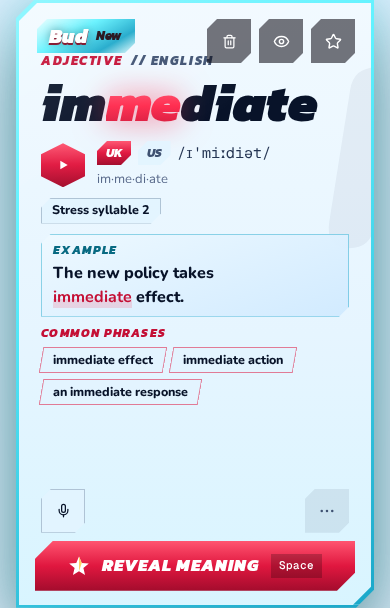 Bud New
ADJECTIVE // ENGLISH
immediate
UK US /ɪˈmiːdiət/
im·me·di·ate
Stress syllable 2
EXAMPLE
The new policy takes
immediate effect.
COMMON PHRASES
immediate effect immediate action
an immediate response
REVEAL MEANING Space